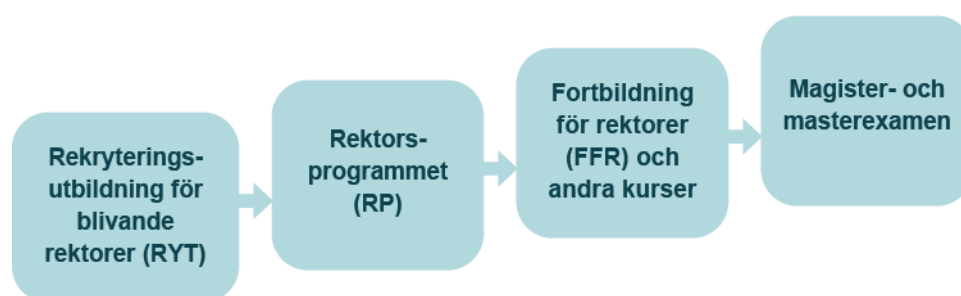 Rekryterings-
utbildning för
blivande
rektorer (RYT)
Rektors-
programmet
(RP)
Fortbildning
för rektorer
(FFR) och
andra kurser
Magister- och
masterexamen